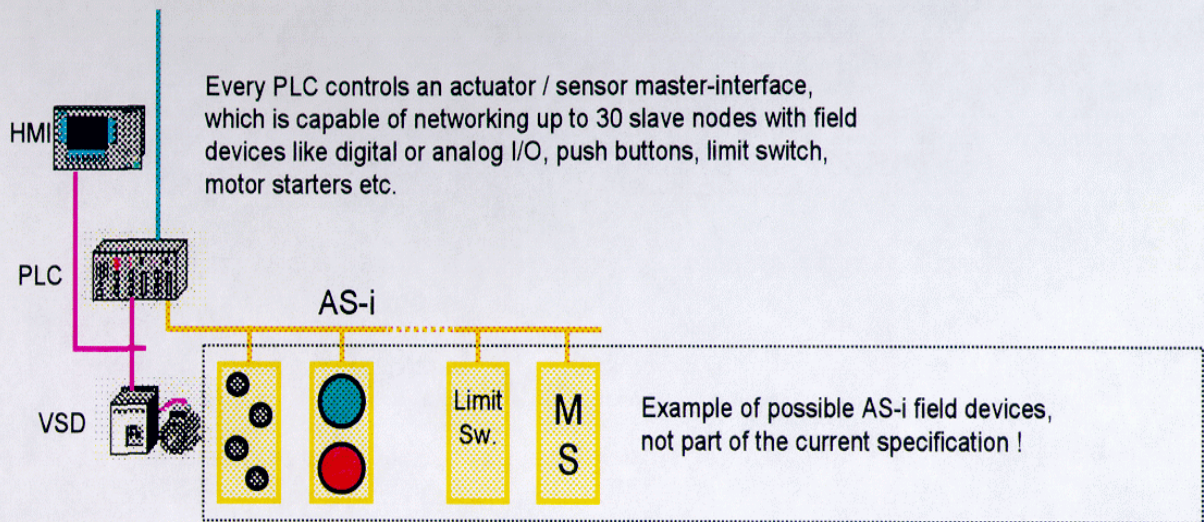 Every PLC controls an actuator / sensor master-interface,
which is capable of networking up to 30 slave nodes with field
devices like digital or analog I/O, push buttons, limit switch,
motor starters etc.
HMI
PLC
AS-i
VSD
Limit
Sw.
M
S
Example of possible AS-i field devices,
not part of the current specification !